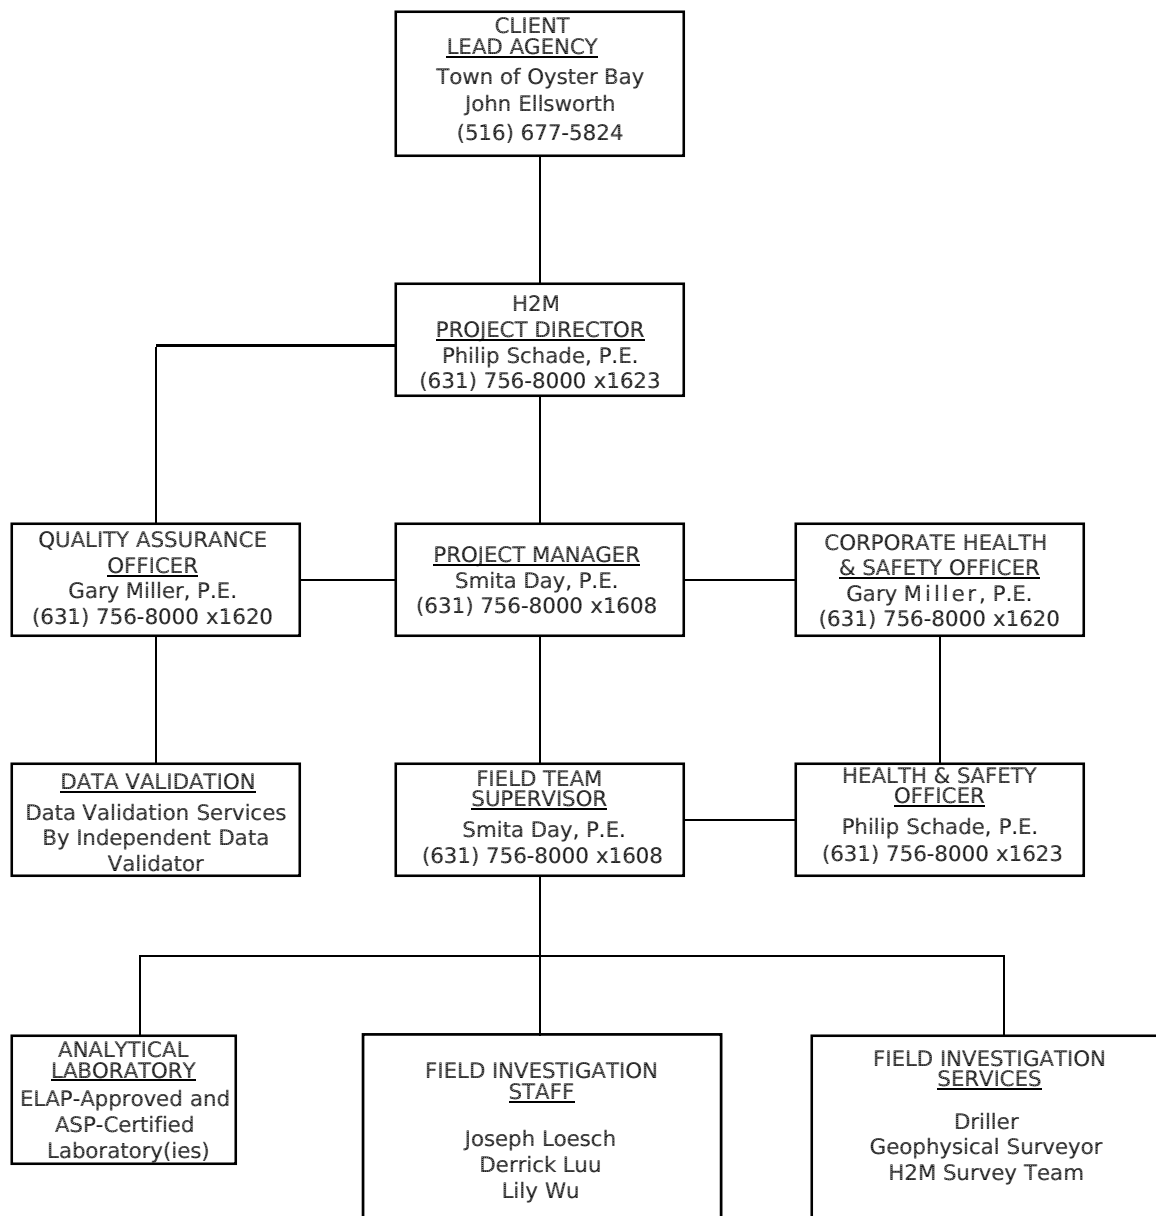 CLIENT
LEAD AGENCY
Town of Oyster Bay
John Ellsworth
(516) 677-5824
H2M
PROJECT DIRECTOR
Philip Schade, P.E.
(631) 756-8000 x1623
QUALITY ASSURANCE
OFFICER
Gary Miller, P.E.
(631) 756-8000 x1620
PROJECT MANAGER
Smita Day, P.E.
(631) 756-8000 x1608
CORPORATE HEALTH
& SAFETY OFFICER
Gary Miller, P.E.
(631) 756-8000 x1620
DATA VALIDATION
Data Validation Services
By Independent Data
Validator
FIELD TEAM
SUPERVISOR
Smita Day, P.E.
(631) 756-8000 x1608
HEALTH & SAFETY
OFFICER
Philip Schade, P.E.
(631) 756-8000 x1623
ANALYTICAL
LABORATORY
ELAP-Approved and
ASP-Certified
Laboratory(ies)
FIELD INVESTIGATION
STAFF
Joseph Loesch
Derrick Luu
Lily Wu
FIELD INVESTIGATION
SERVICES
Driller
Geophysical Surveyor
H2M Survey Team